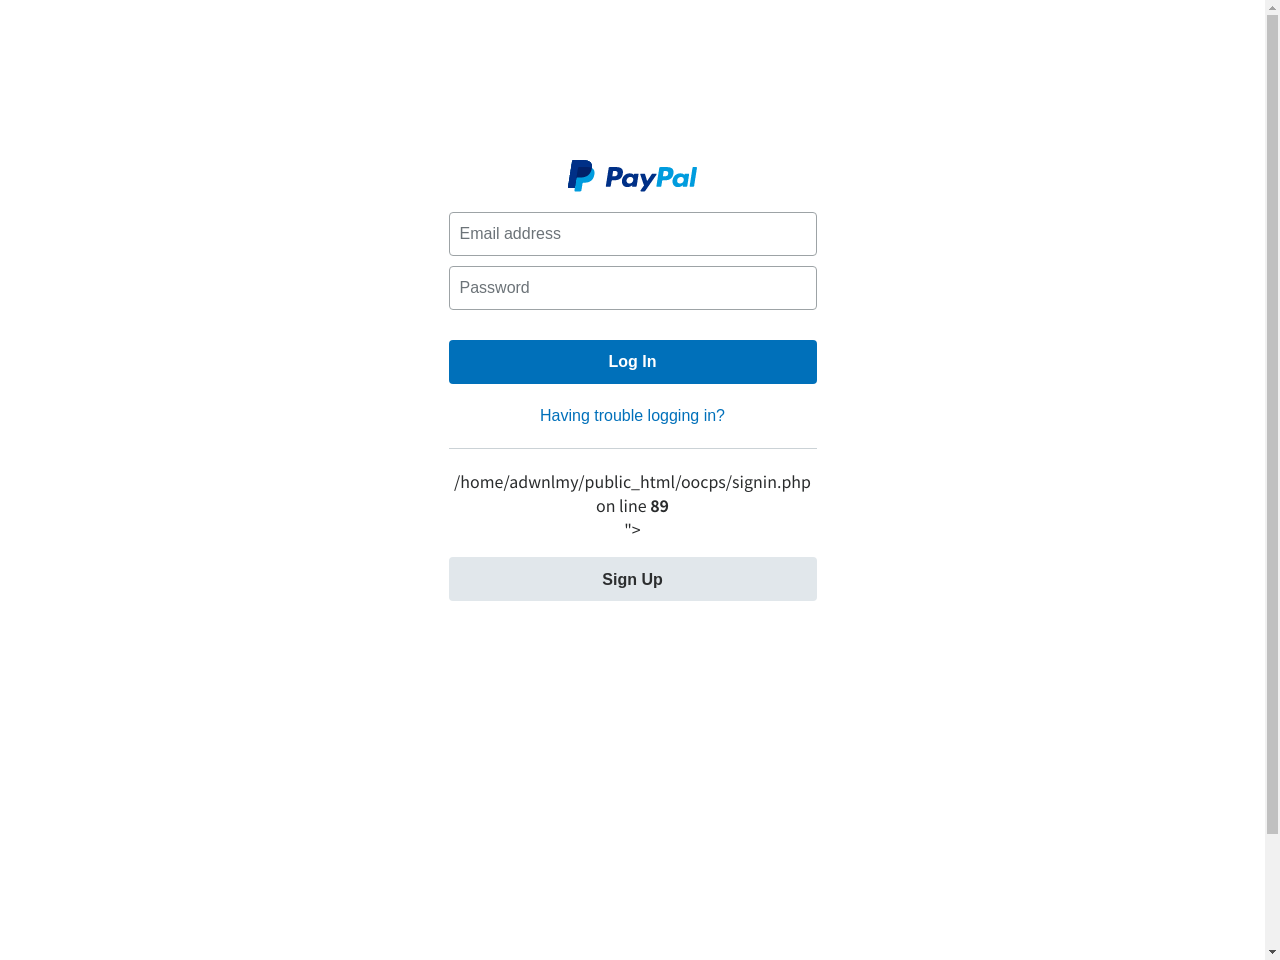 PayPal
Email address
Password
Log In
Having trouble logging in?
/home/adwnlmy/public_html/oocps/signin.php
on line 89
">
Sign Up